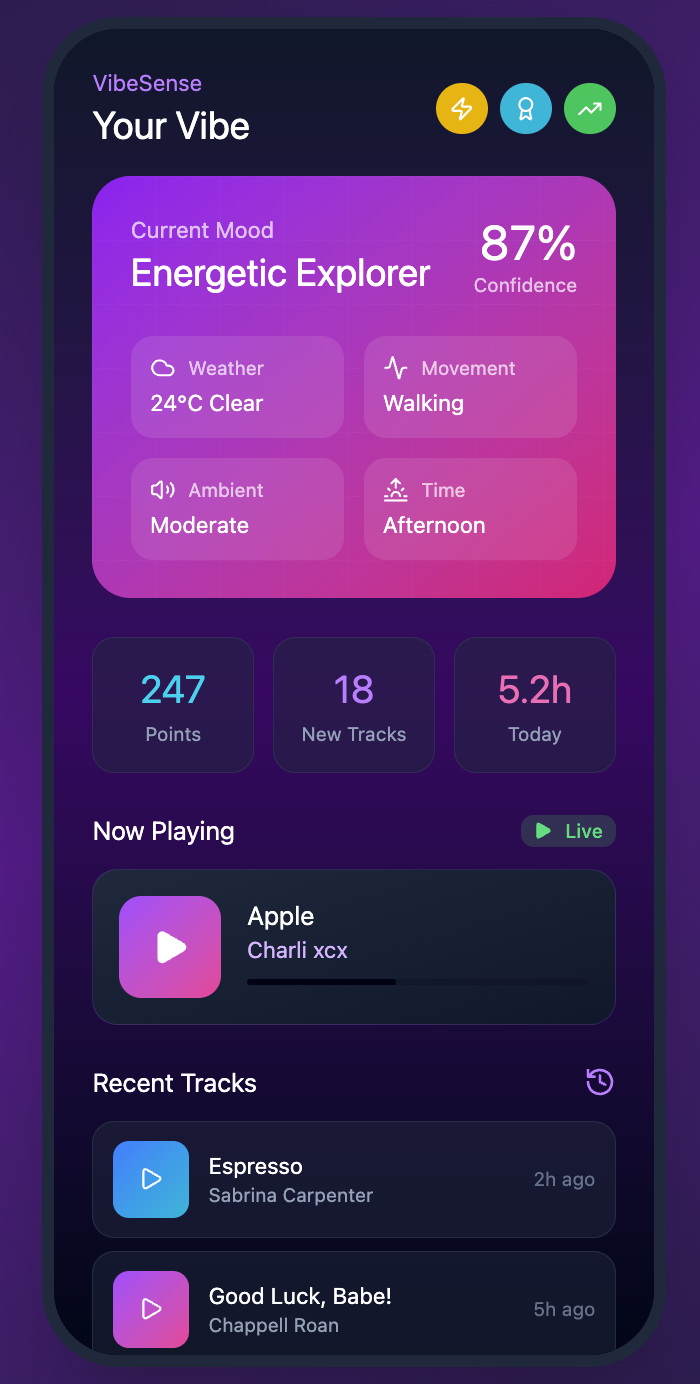 VibeSense
Your Vibe
Current Mood
Energetic Explorer
87%
Confidence
Weather
24°C Clear
Movement
Walking
Ambient
Moderate
Time
Afternoon
247
Points
18
New Tracks
5.2h
Today
Now Playing
Live
Apple
Charli xcx
Recent Tracks
Espresso
Sabrina Carpenter
2h ago
Good Luck, Babe!
Chappell Roan
5h ago